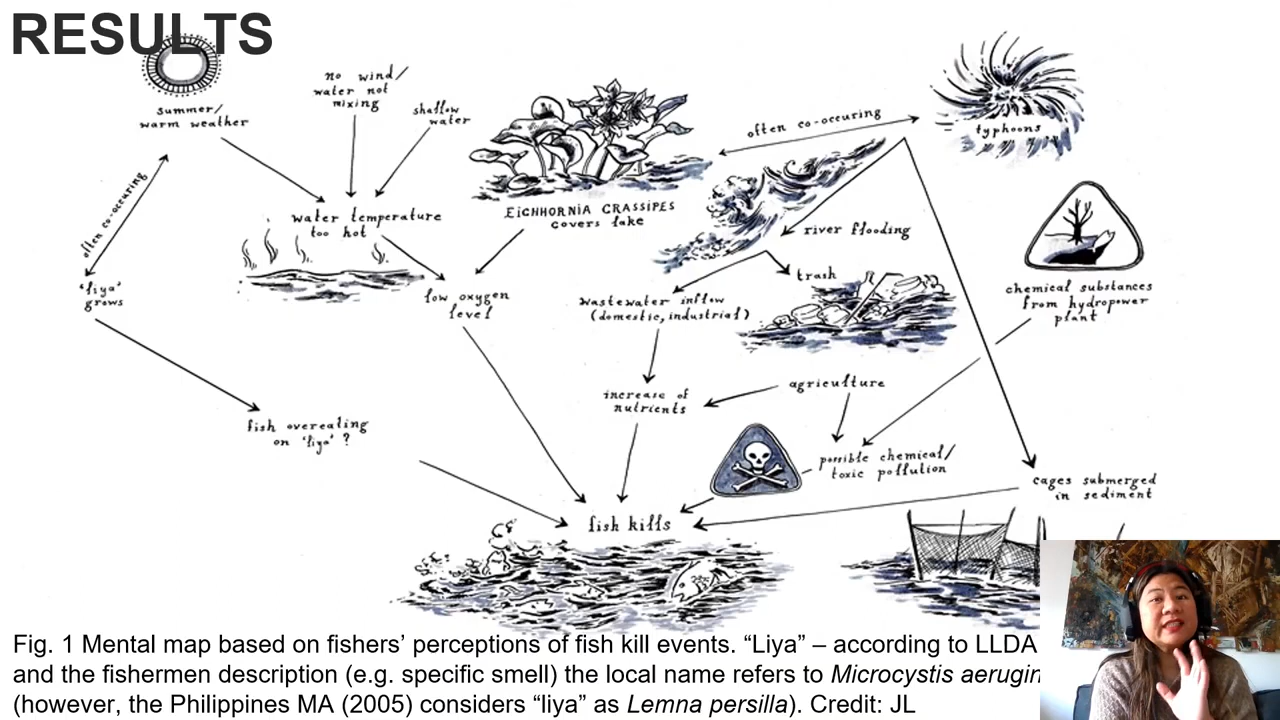 RESULTS
summer/
warm weather
no wind/
water not
mixing
shallow
water
often co-occuring
typhoons
often co-occuring
EICHHORNIA CRASSIPES
covers lake
water temperature
too hot
river flooding
trash
'liya'
grows
low oxygen
level
wastewater inflow
(domestic, industrial)
chemical substances
from hydropower
plant
increase of
nutrients
agriculture
fish overeating
on 'liya' ?
possible chemical/
toxic pollution
cages submerged
in sediment
fish kills
Fig. 1 Mental map based on fishers’ perceptions of fish kill events. “Liya” – according to LLDA
and the fishermen description (e.g. specific smell) the local name refers to Microcystis aerugin
(however, the Philippines MA (2005) considers “liya” as Lemna persilla). Credit: JL